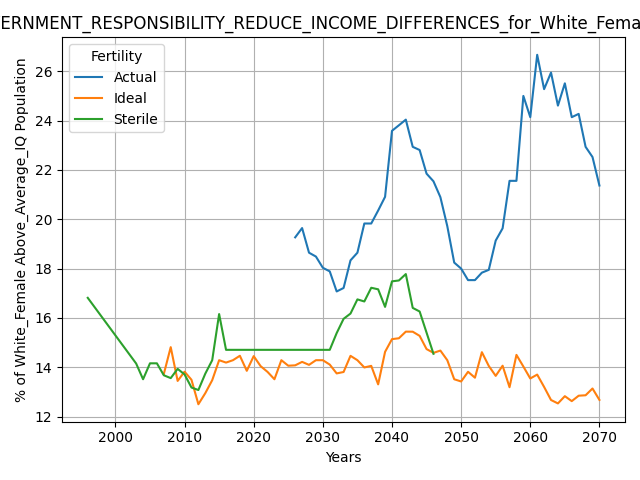 ERNMENT_RESPONSIBILITY_REDUCE_INCOME_DIFFERENCES_for_White_Fema
Fertility
Actual
Ideal
Sterile
% of White_Female Above_Average_IQ Population
26
24
22
20
18
16
14
12
2000 2010 2020 2030 2040 2050 2060 2070
Years